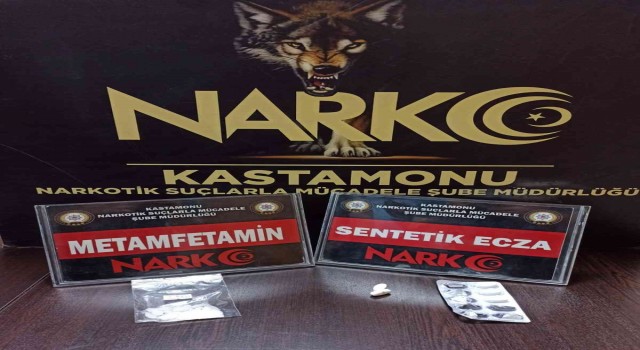 NARKO
KASTAMONU
NARKOTİK SUÇLARLA MÜCADELE ŞUBE MÜDÜRLÜĞÜ
KASTAMONU
NARKOTİK SUÇLARLA MÜCADELE
ŞUBE MÜDÜRLÜĞÜ
METAMFETAMİN
NARKO
KASTAMONU
NARKOTİK SUÇLARLA MÜCADELE
ŞUBE MÜDÜRLÜĞÜ
SENTETİK ECZA
NARKO